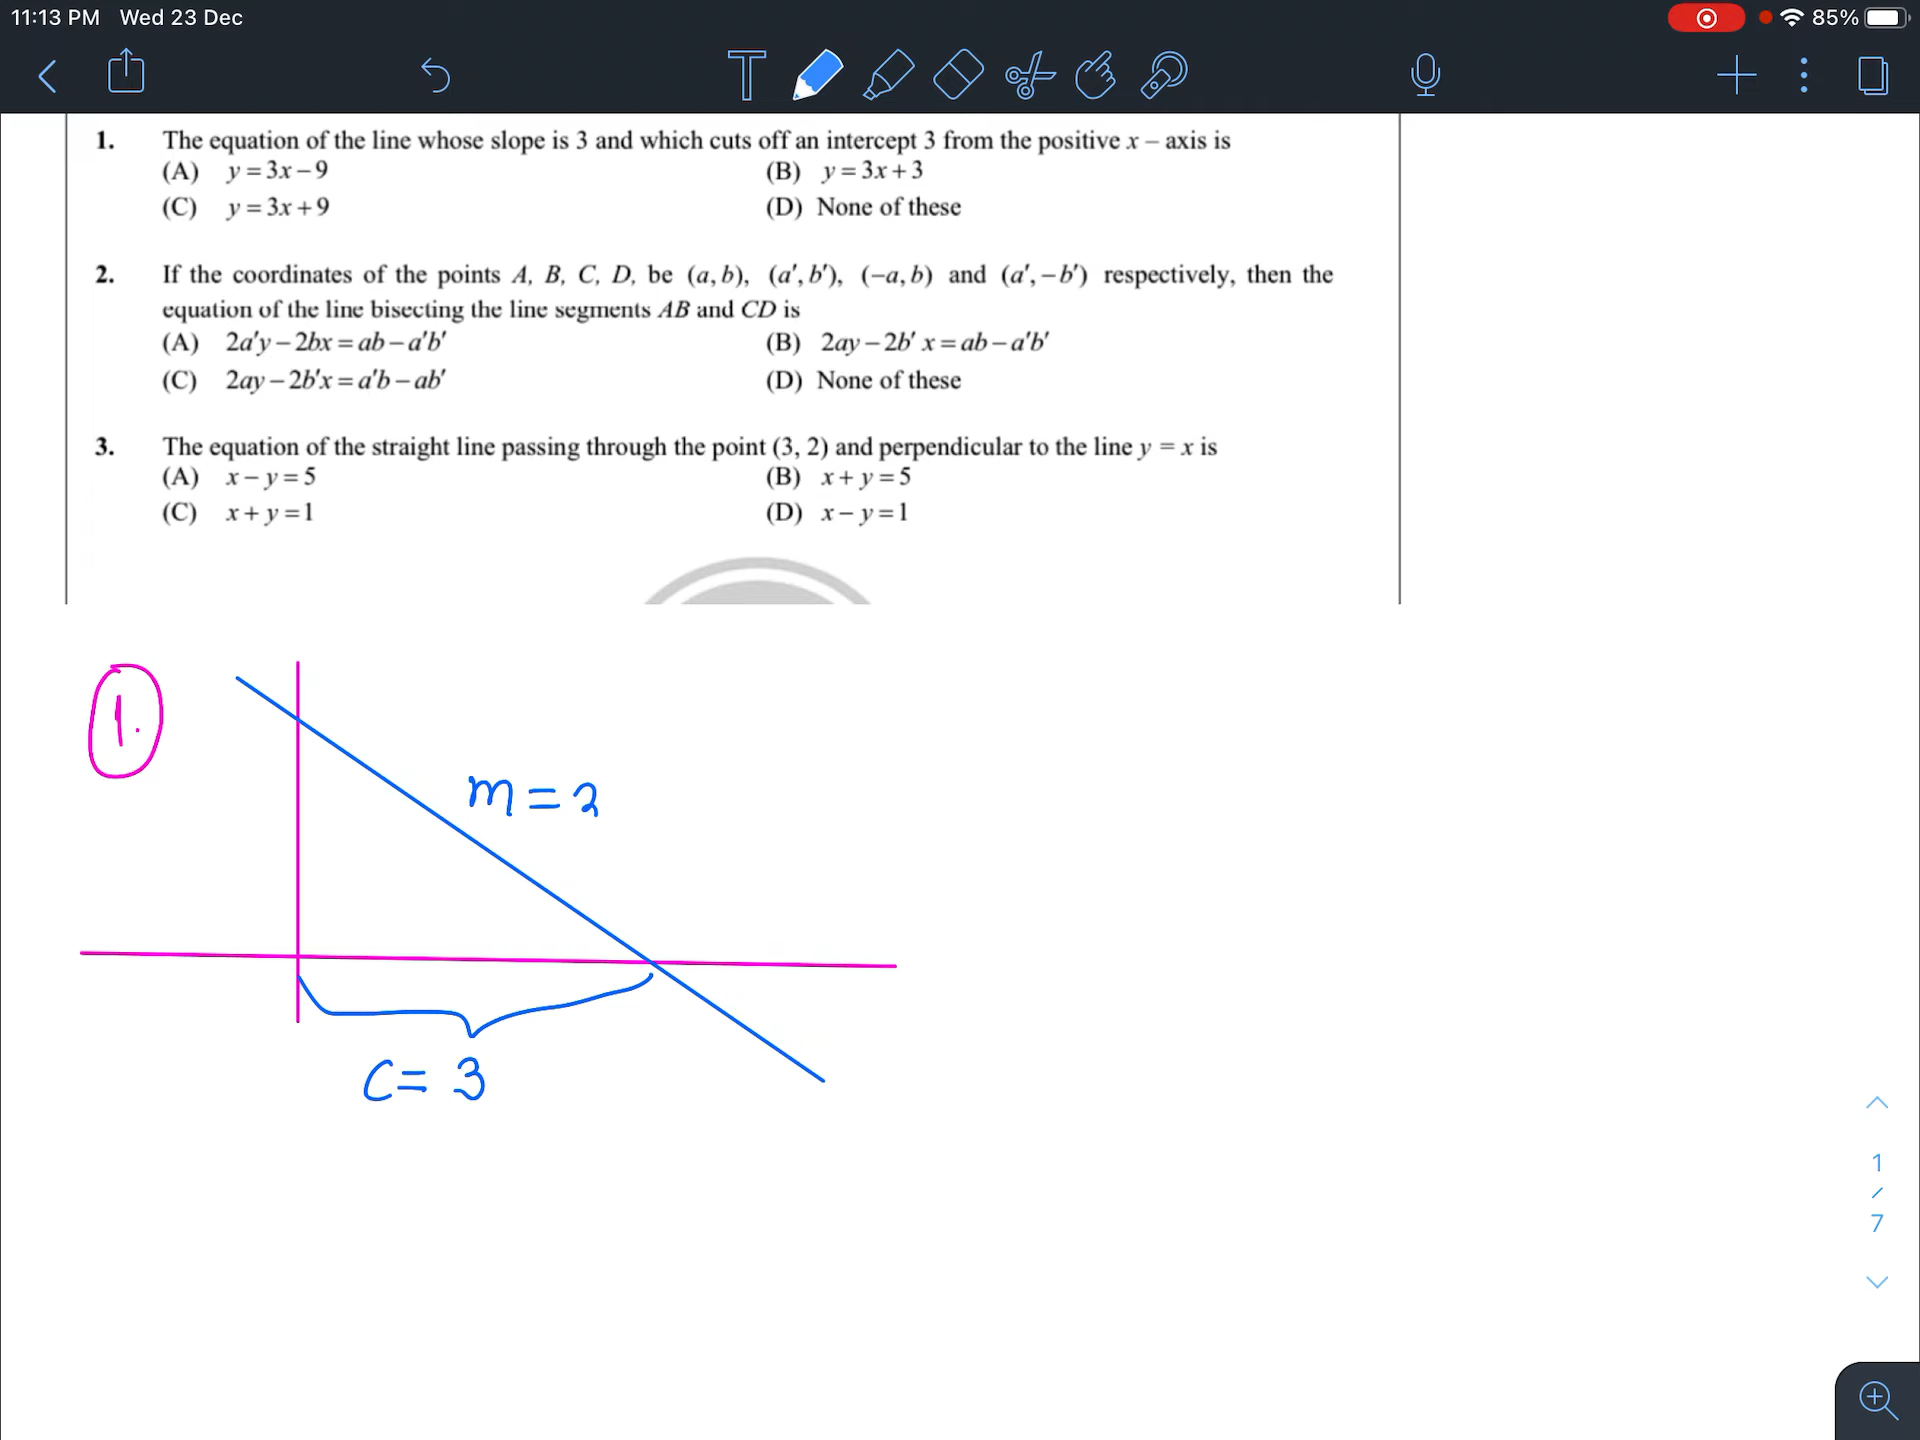 11:13 PM Wed 23 Dec
85%
1. The equation of the line whose slope is 3 and which cuts off an intercept 3 from the positive x – axis is
(A) y = 3x – 9 (B) y = 3x + 3
(C) y = 3x + 9 (D) None of these
2. If the coordinates of the points A, B, C, D, be (a, b), (a′, b′), (–a, b) and (a′, –b′) respectively, then the
equation of the line bisecting the line segments AB and CD is
(A) 2a′y – 2bx = ab – a′b′ (B) 2ay – 2b′ x = ab – a′b′
(C) 2ay – 2b′x = a′b – ab′ (D) None of these
3. The equation of the straight line passing through the point (3, 2) and perpendicular to the line y = x is
(A) x – y = 5 (B) x + y = 5
(C) x + y = 1 (D) x – y = 1
1.
m =
c = 3
1
/
7